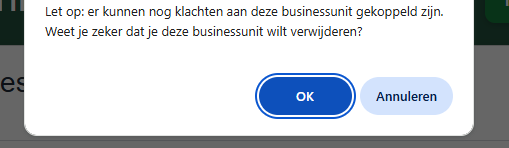 Let op: er kunnen nog klachten aan deze businessunit gekoppeld zijn.
Weet je zeker dat je deze businessunit wilt verwijderen?
OK
Annuleren